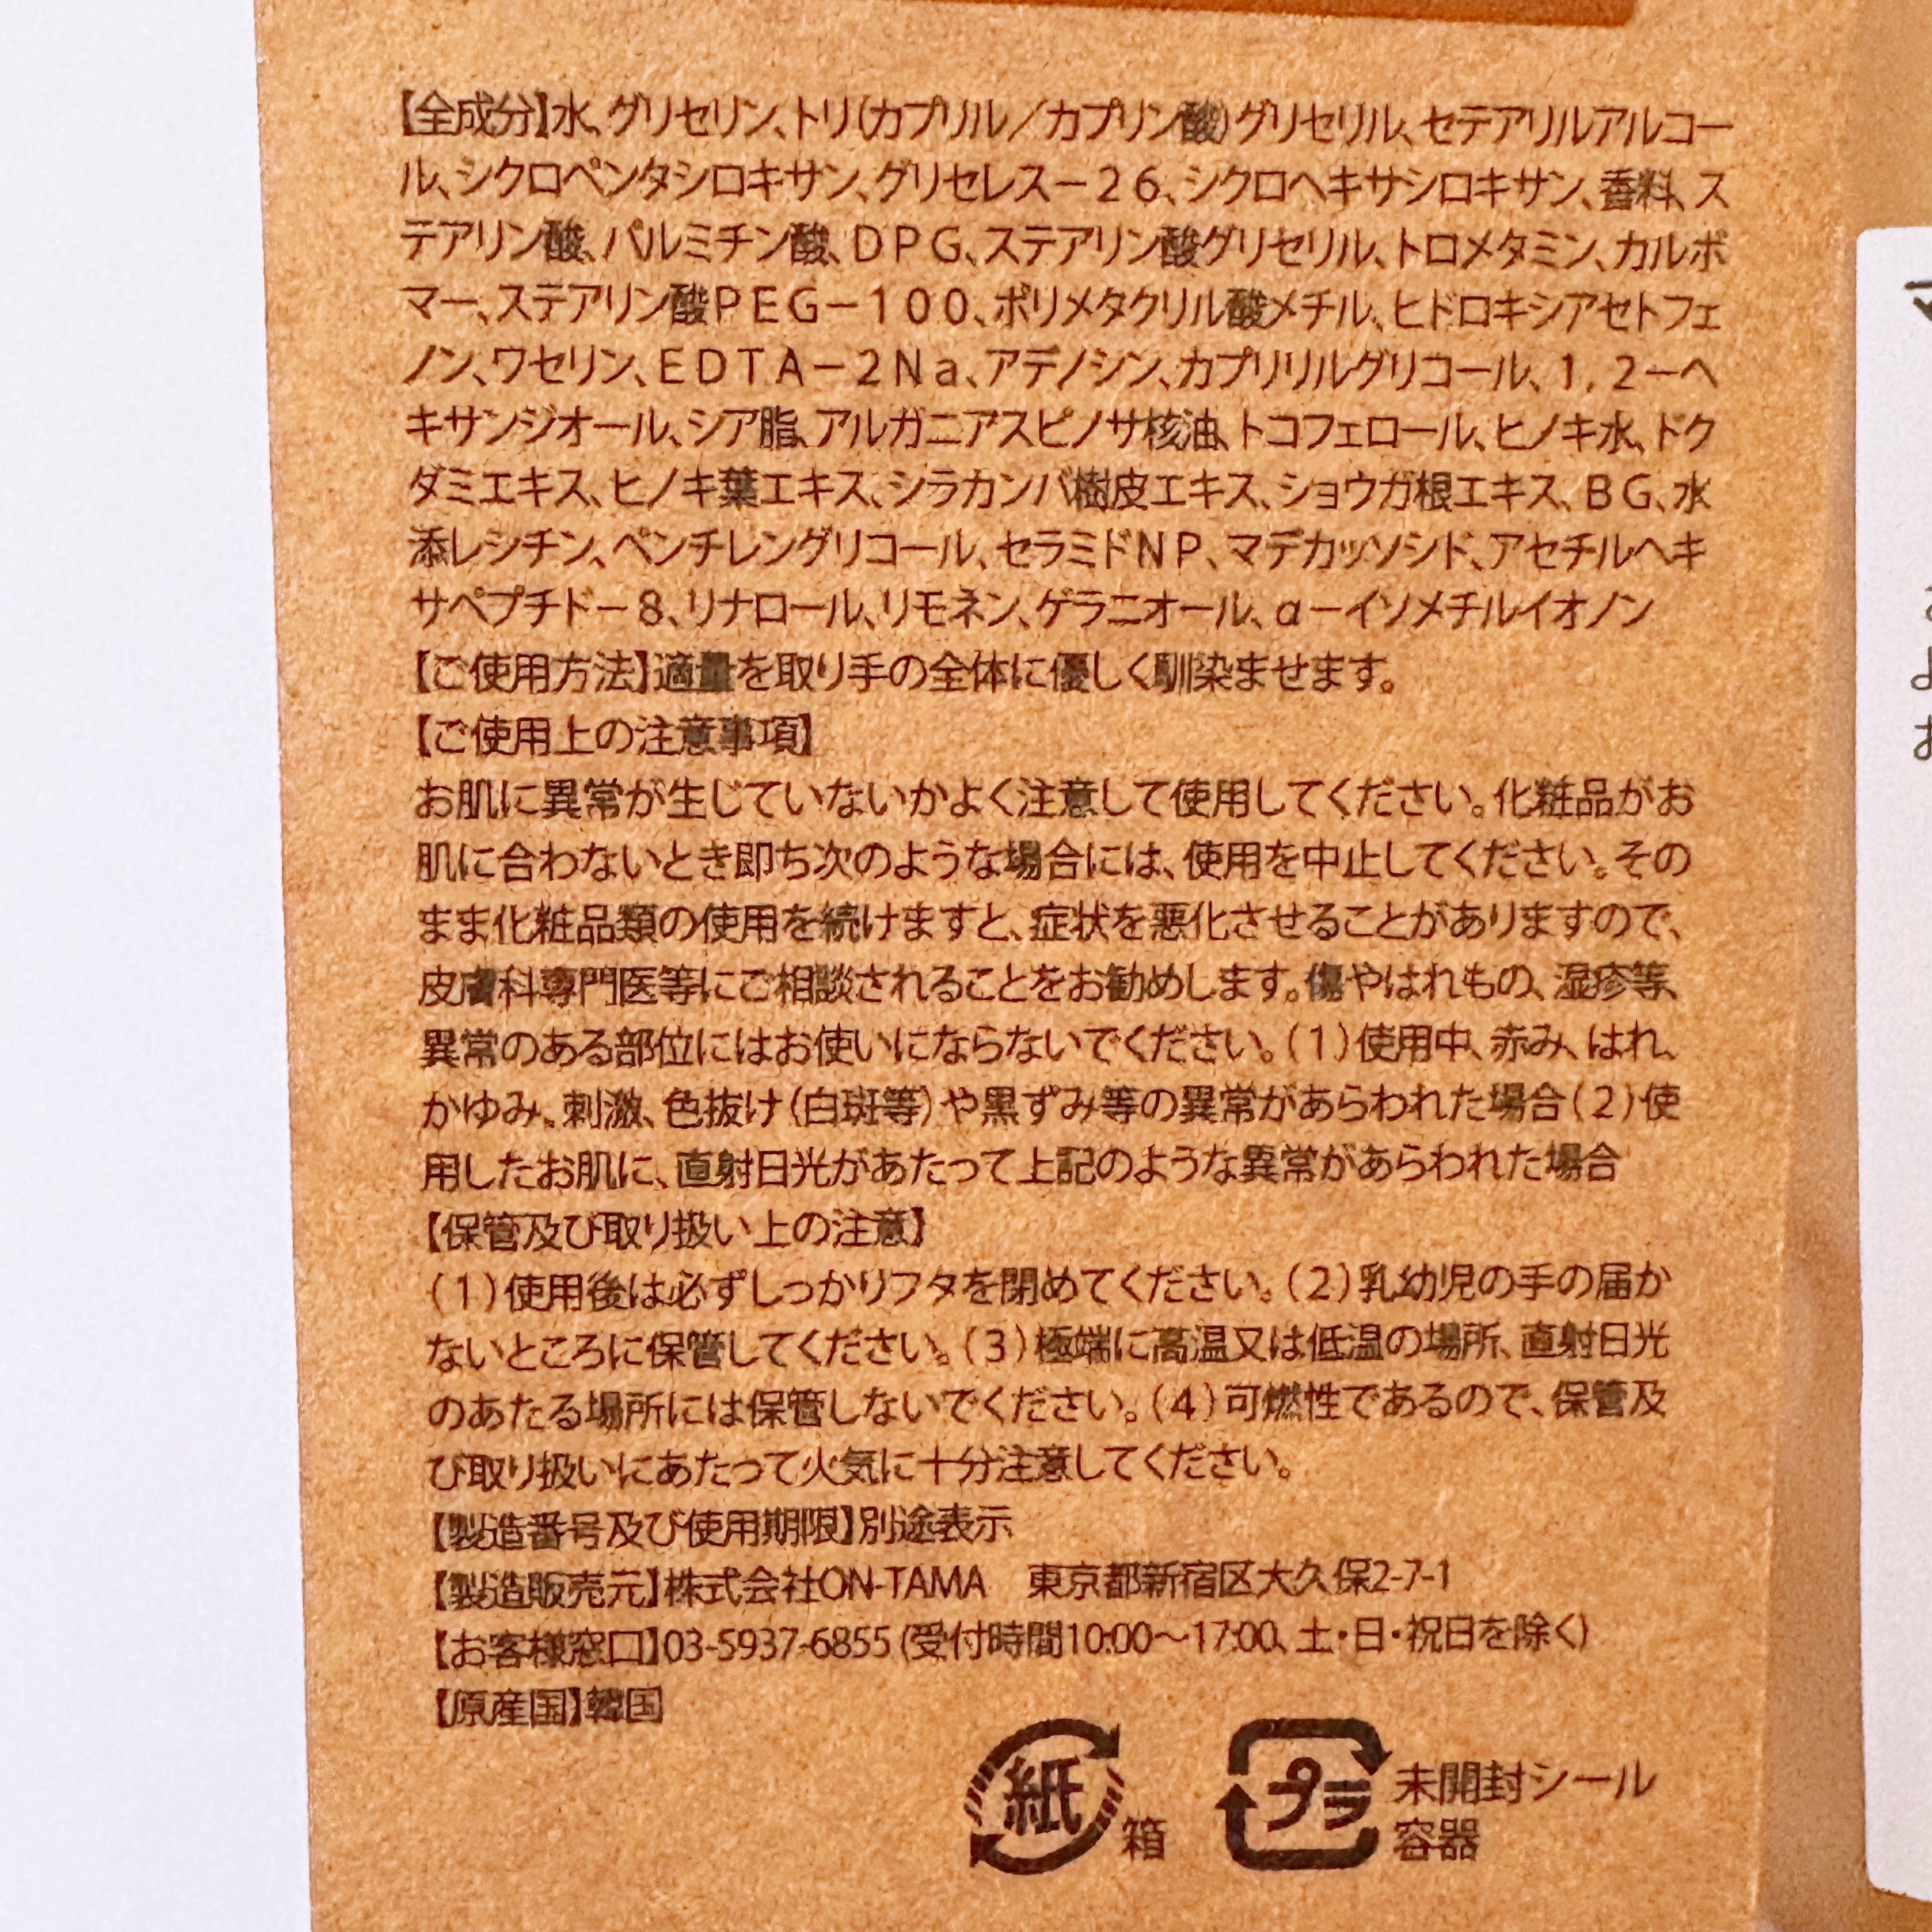 【全成分】水、グリセリン、トリ(カプリル/カプリン酸)グリセリル、セテアリルアルコー
ル、シクロペンタシロキサン、グリセレスー26、シクロヘキサシロキサン、香料、ス
テアリン酸、パルミチン酸、DPG、ステアリン酸グリセリル、トロメタミン、カルボ
マー、ステアリン酸PEGー100、ポリメタクリル酸メチル、ヒドロキシアセトフェ
ノン、ワセリン、EDTAー2Na、アデノシン、カプリリルグリコール、1,2ーヘ
キサンジオール、シア脂、アルガニアスピノサ核油、トコフェロール、ヒノキ水、ドク
ダミエキス、ヒノキ葉エキス、シラカンバ樹皮エキス、ショウガ根エキス、BG、水
添レシチン、ペンチレングリコール、セラミドNP、マデカッソシド、アセチルヘキ
サペプチドー8、リナロール、リモネン、ゲラニオール、αーイソメチルイオノン
【ご使用方法】適量を取り手の全体に優しく馴染ませます。
【ご使用上の注意事項】
お肌に異常が生じていないかよく注意して使用してください。化粧品がお
肌に合わないとき即ち次のような場合には、使用を中止してください。その
まま化粧品類の使用を続けますと、症状を悪化させることがありますので、
皮膚科専門医等にご相談されることをお勧めします。傷やはれもの、湿疹等、
異常のある部位にはお使いにならないでください。(1)使用中、赤み、はれ、
かゆみ。刺激、色抜け(白斑等)や黒ずみ等の異常があらわれた場合(2)使
用したお肌に、直射日光があたって上記のような異常があらわれた場合
【保管及び取り扱い上の注意】
(1)使用後は必ずしっかりフタを閉めてください。(2)乳幼児の手の届か
ないところに保管してください。(3)極端に高温又は低温の場所、直射日光
のあたる場所には保管しないでください。(4)可燃性であるので、保管及
び取り扱いにあたって火気に十分注意してください。
【製造番号及び使用期限】別途表示
【製造販売元】株式会社ON-TAMA 東京都新宿区大久保2-7-1
【お客様窓口】03-5937-6855 (受付時間10:00〜17:00、土・日・祝日を除く)
【原産国】韓国
紙 箱 プラ 未開封シール
容器